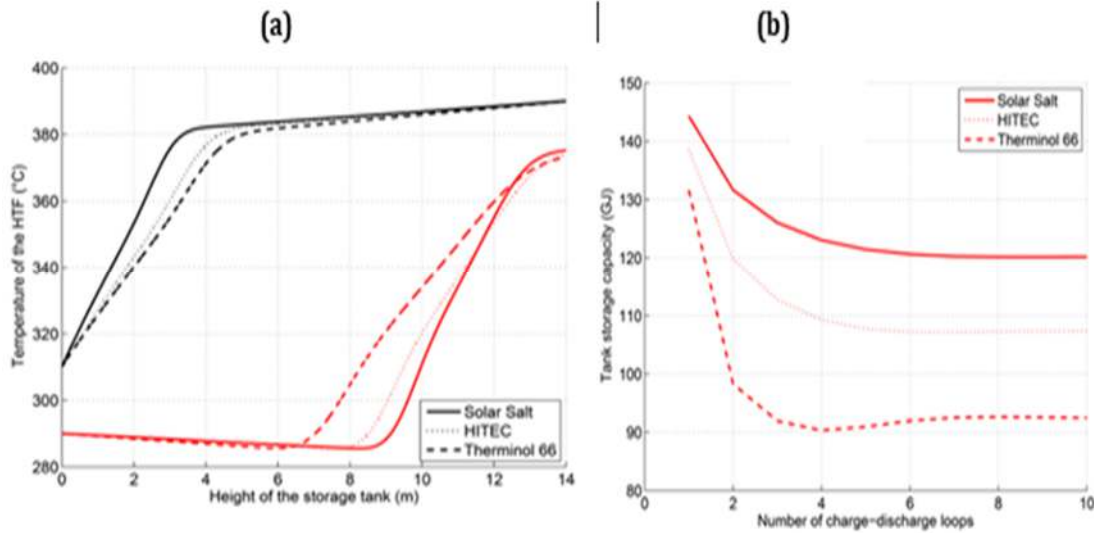 (a)
400
380
360
340
320
300
280
Temperature of the HTF (°C)
Solar Salt
HITEC
Therminol 66
0 2 4 6 8 10 12 14
Height of the storage tank (m)
(b)
150
140
130
120
110
100
90
80
Tank storage capacity (GJ)
Solar Salt
HITEC
Therminol 66
0 2 4 6 8 10
Number of charge-discharge loops